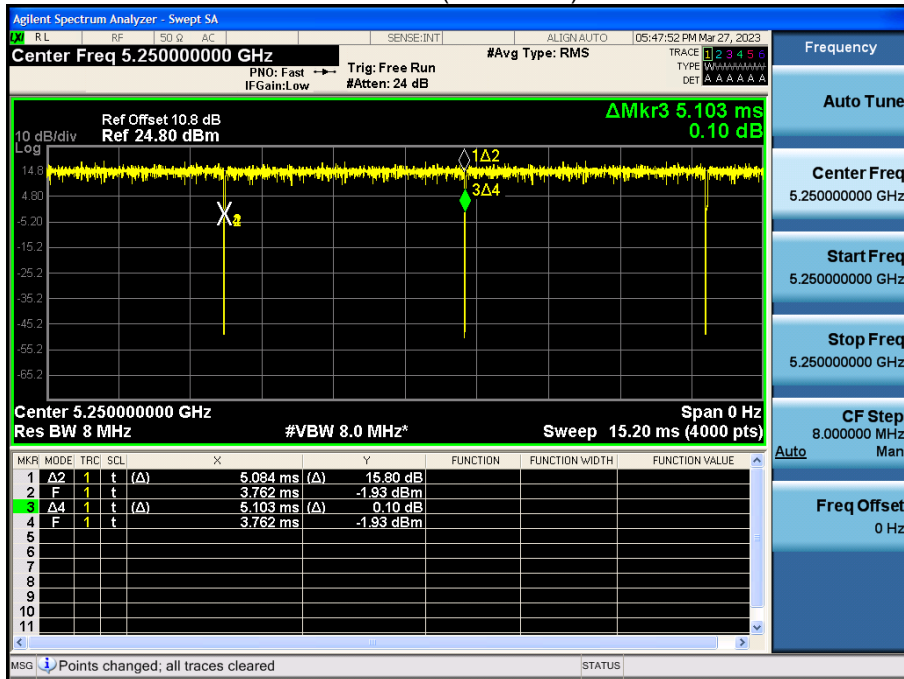 Agilent Spectrum Analyzer - Swept SA
LXI RL RF 50 Ω AC SENSE:INT ALIGN AUTO 05:47:52 PM Mar 27, 2023
Center Freq 5.250000000 GHz #Avg Type: RMS TRACE 1 2 3 4 5 6
PNO: Fast Trig: Free Run TYPE WWWWWW
IFGain:Low #Atten: 24 dB DET A A A A A A
Frequency
Auto Tune
Center Freq
5.250000000 GHz
Start Freq
5.250000000 GHz
Stop Freq
5.250000000 GHz
CF Step
8.000000 MHz
Auto Man
Freq Offset
0 Hz
ΔMkr3 5.103 ms
0.10 dB
Ref Offset 10.8 dB
10 dB/div Ref 24.80 dBm
Log
14.8
4.80
-5.20
-15.2
-25.2
-35.2
-45.2
-55.2
-65.2
1Δ2
3Δ4
Center 5.250000000 GHz Span 0 Hz
Res BW 8 MHz #VBW 8.0 MHz* Sweep 15.20 ms (4000 pts)
MKR MODE TRC SCL X Y FUNCTION FUNCTION WIDTH FUNCTION VALUE
1 Δ2 1 t (Δ) 5.084 ms (Δ) 15.80 dB
2 F 1 t 3.762 ms -1.93 dBm
3 Δ4 1 t (Δ) 5.103 ms (Δ) 0.10 dB
4 F 1 t 3.762 ms -1.93 dBm
5
6
7
8
9
10
11
MSG Points changed; all traces cleared STATUS